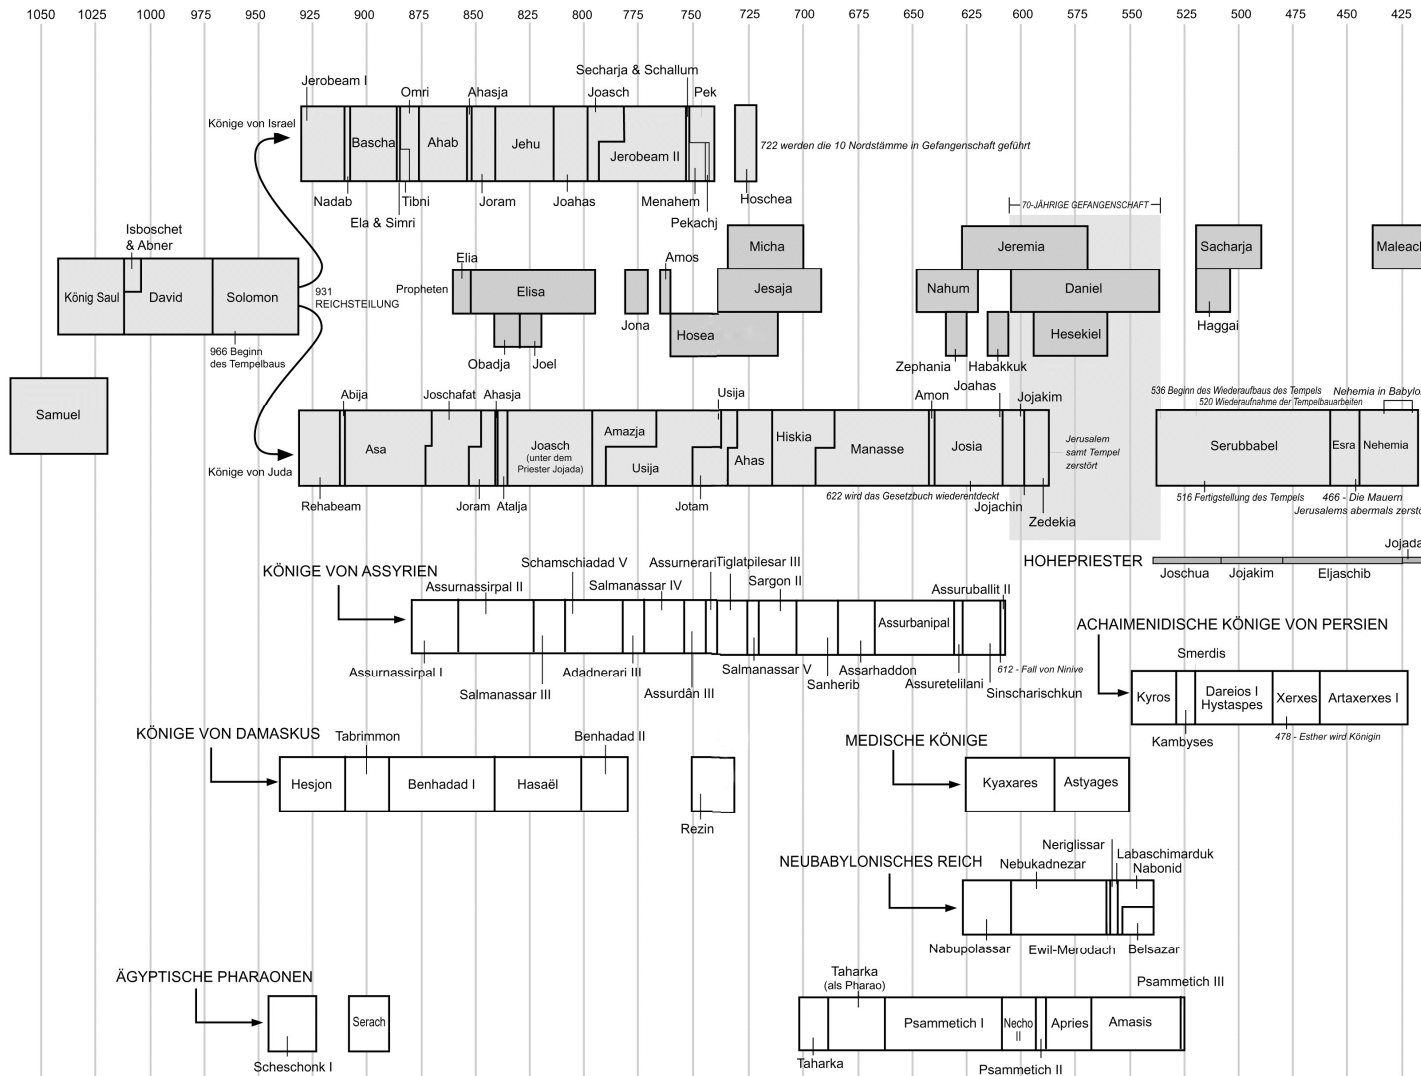 1050 1025 1000 975 950 925 900 875 850 825 800 775 750 725 700 650 625 600 575 550 525 500 475 450 425
Secharja & Schallum
Jerobeam I
Omri
Ahasja
Joasch
Pek
Könige von Israel
Bascha
Ahab
Jehu
Jerobeam II
722 werden die 10 Nordstämme in Gefangenschaft geführt
Nadab
Tibni
Joram
Joahas
Menahem
Hoschea
Ela & Simri
Pekachj
70-JÄHRIGE GEFANGENSCHAFT
Isboschet
& Abner
König Saul
David
Solomon
931
REICHSTEILUNG
966 Beginn
des Tempelbaus
Samuel
Propheten
Elia
Elisa
Obadja
Joel
Jona
Amos
Hosea
Micha
Jesaja
Jeremia
Nahum
Daniel
Hesekiel
Zephania
Habakkuk
Sacharja
Haggai
Maleach
Abija
Joschafat
Ahasja
Usija
Amon
Joahas
Jojakim
536 Beginn des Wiederaufbaus des Tempels
520 Wiederaufnahme der Tempelbauarbeiten
Nehemia in Babylo
Könige von Juda
Asa
Joasch
(unter dem
Priester Jojada)
Amazja
Usija
Ahas
Hiskia
Manasse
Josia
Jerusalem
samt Tempel
zerstört
Serubbabel
Esra
Nehemia
Rehabeam
Joram
Atalja
Jotam
622 wird das Gesetzbuch wiederentdeckt
Jojachin
Zedekia
516 Fertigstellung des Tempels
466 - Die Mauern
Jerusalems abermals zerstö
HOHEPRIESTER
Jojada
Joschua
Jojakim
Eljaschib
KÖNIGE VON ASSYRIEN
Schamschiadad V
Assurnerari
Tiglatpilesar III
Assurnassirpal II
Salmanassar IV
Sargon II
Assuruballit II
Assurbanipal
Assurnassirpal I
Salmanassar III
Adadnerari III
Assurdân III
Salmanassar V
Sanherib
Assarhaddon
Assuretelilani
612 - Fall von Ninive
Sinscharischkun
ACHAIMENIDISCHE KÖNIGE VON PERSIEN
Smerdis
Kyros
Dareios I
Hystaspes
Xerxes
Artaxerxes I
Kambyses
478 - Esther wird Königin
KÖNIGE VON DAMASKUS
Tabrimmon
Benhadad II
Hesjon
Benhadad I
Hasaël
Rezin
MEDISCHE KÖNIGE
Kyaxares
Astyages
NEUBABYLONISCHES REICH
Neriglissar
Nebukadnezar
Labaschimarduk
Nabonid
Nabupolassar
Ewil-Merodach
Belsazar
ÄGYPTISCHE PHARAONEN
Serach
Scheschonk I
Taharka
(als Pharao)
Psammetich III
Psammetich I
Necho
II
Apries
Amasis
Taharka
Psammetich II